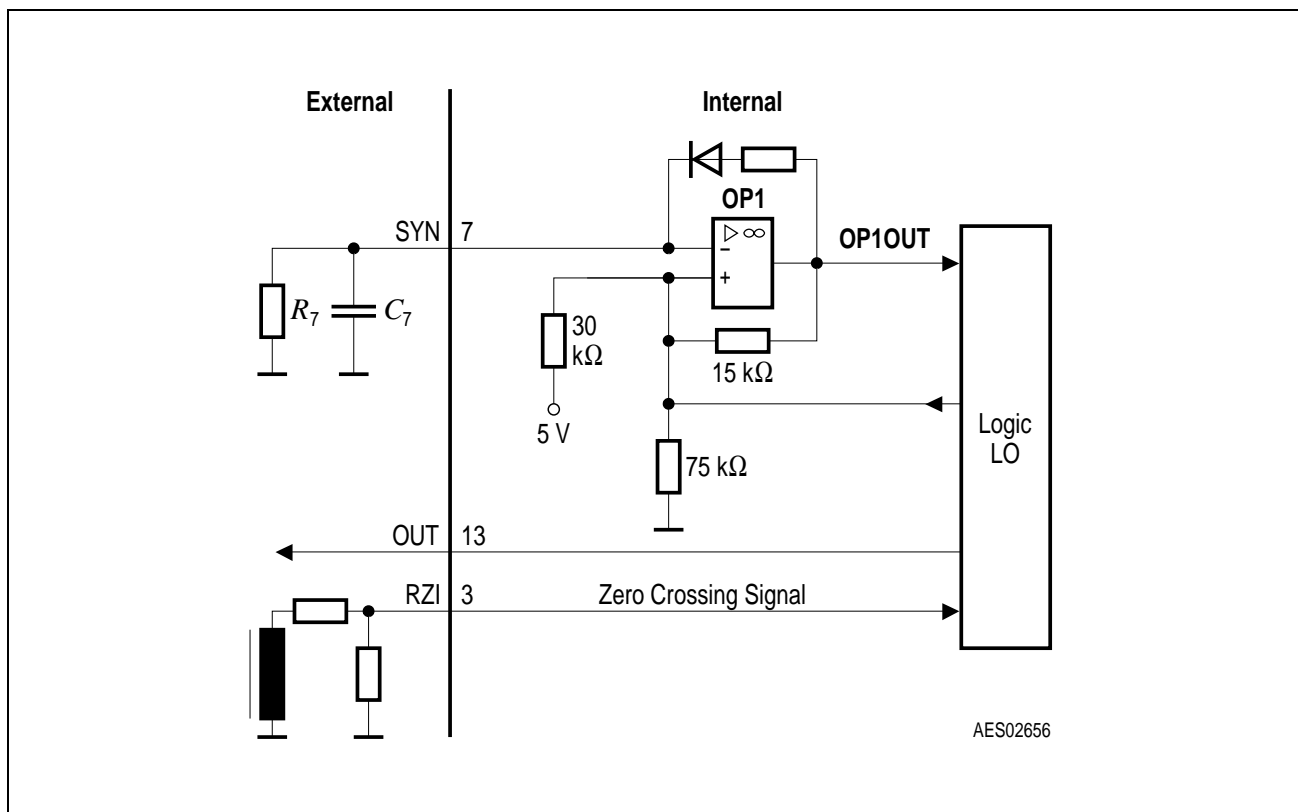 External
Internal
OP1
SYN 7
▷ ∞
-
+
OP1OUT
R7
C7
30
kΩ
15 kΩ
5 V
Logic
LO
75 kΩ
OUT 13
RZI 3
Zero Crossing Signal
AES02656